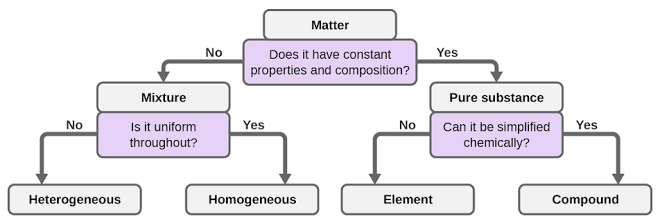 Matter
Does it have constant
properties and composition?
No
Yes
Mixture
Pure substance
Is it uniform
throughout?
Can it be simplified
chemically?
No
Yes
No
Yes
Heterogeneous
Homogeneous
Element
Compound